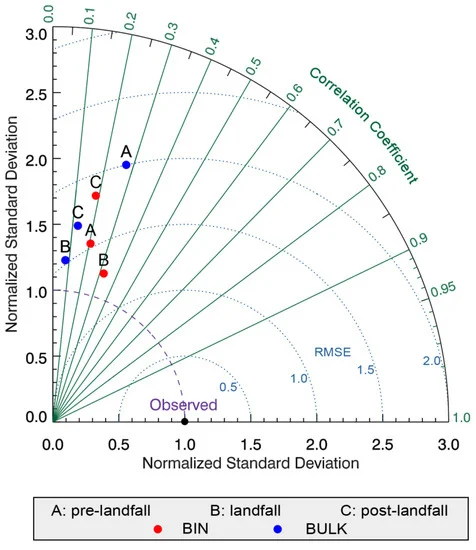 0.0
0.1
0.2
0.3
0.4
0.5
0.6
0.7
0.8
0.9
0.95
1.0
Correlation Coefficient
3.0
2.5
2.0
1.5
1.0
0.5
0.0
Normalized Standard Deviation
A
C
C
A
B
B
RMSE
0.5
1.0
1.5
2.0
Observed
0.0 0.5 1.0 1.5 2.0 2.5 3.0
Normalized Standard Deviation
A: pre-landfall B: landfall C: post-landfall
BIN BULK